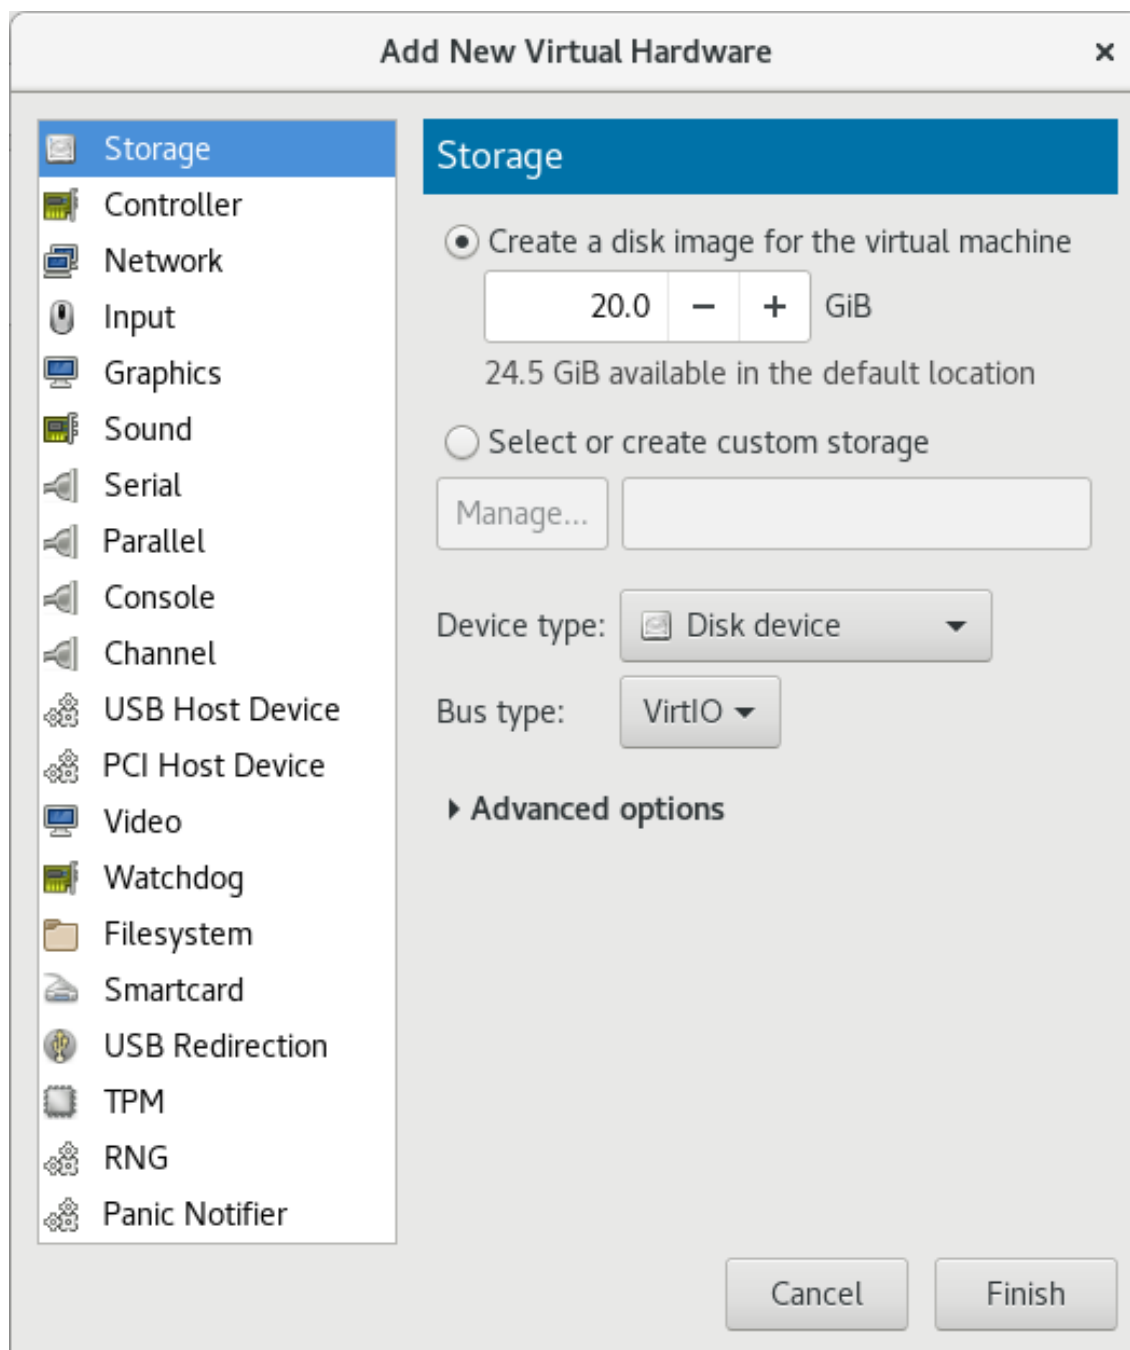 Add New Virtual Hardware
Storage
Controller
Network
Input
Graphics
Sound
Serial
Parallel
Console
Channel
USB Host Device
PCI Host Device
Video
Watchdog
Filesystem
Smartcard
USB Redirection
TPM
RNG
Panic Notifier
Storage
Create a disk image for the virtual machine
20.0 − + GiB
24.5 GiB available in the default location
Select or create custom storage
Manage...
Device type: Disk device
Bus type: VirtIO
Advanced options
Cancel Finish